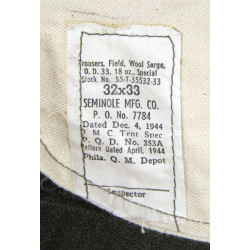 Trousers, Field, Wool Serge,
O.D. 33, 18 oz. Special
Stock No. 55-T-35532-33
32x33
SEMINOLE MFG. CO.
P. O. No. 7784
Dated Dec. 4, 1944
Q M C Tent Spec
P. Q. D. No. 353A
Pattern Dated April, 1944
Phila. Q. M. Depot
Inspector